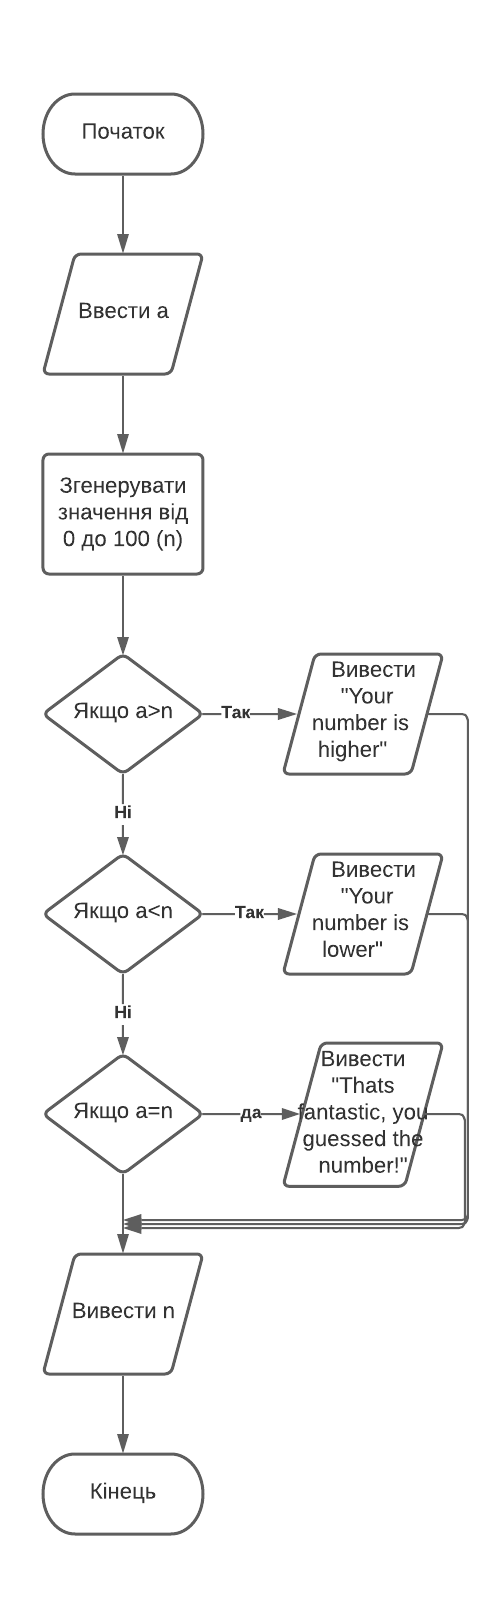 Початок
Ввести a
Згенерувати
значення від
0 до 100 (n)
Якщо a>n
Так
Вивести
"Your
number is
higher"
Ні
Якщо a<n
Так
Вивести
"Your
number is
lower"
Ні
Якщо a=n
да
Вивести
"Thats
fantastic, you
guessed the
number!"
Вивести n
Кінець